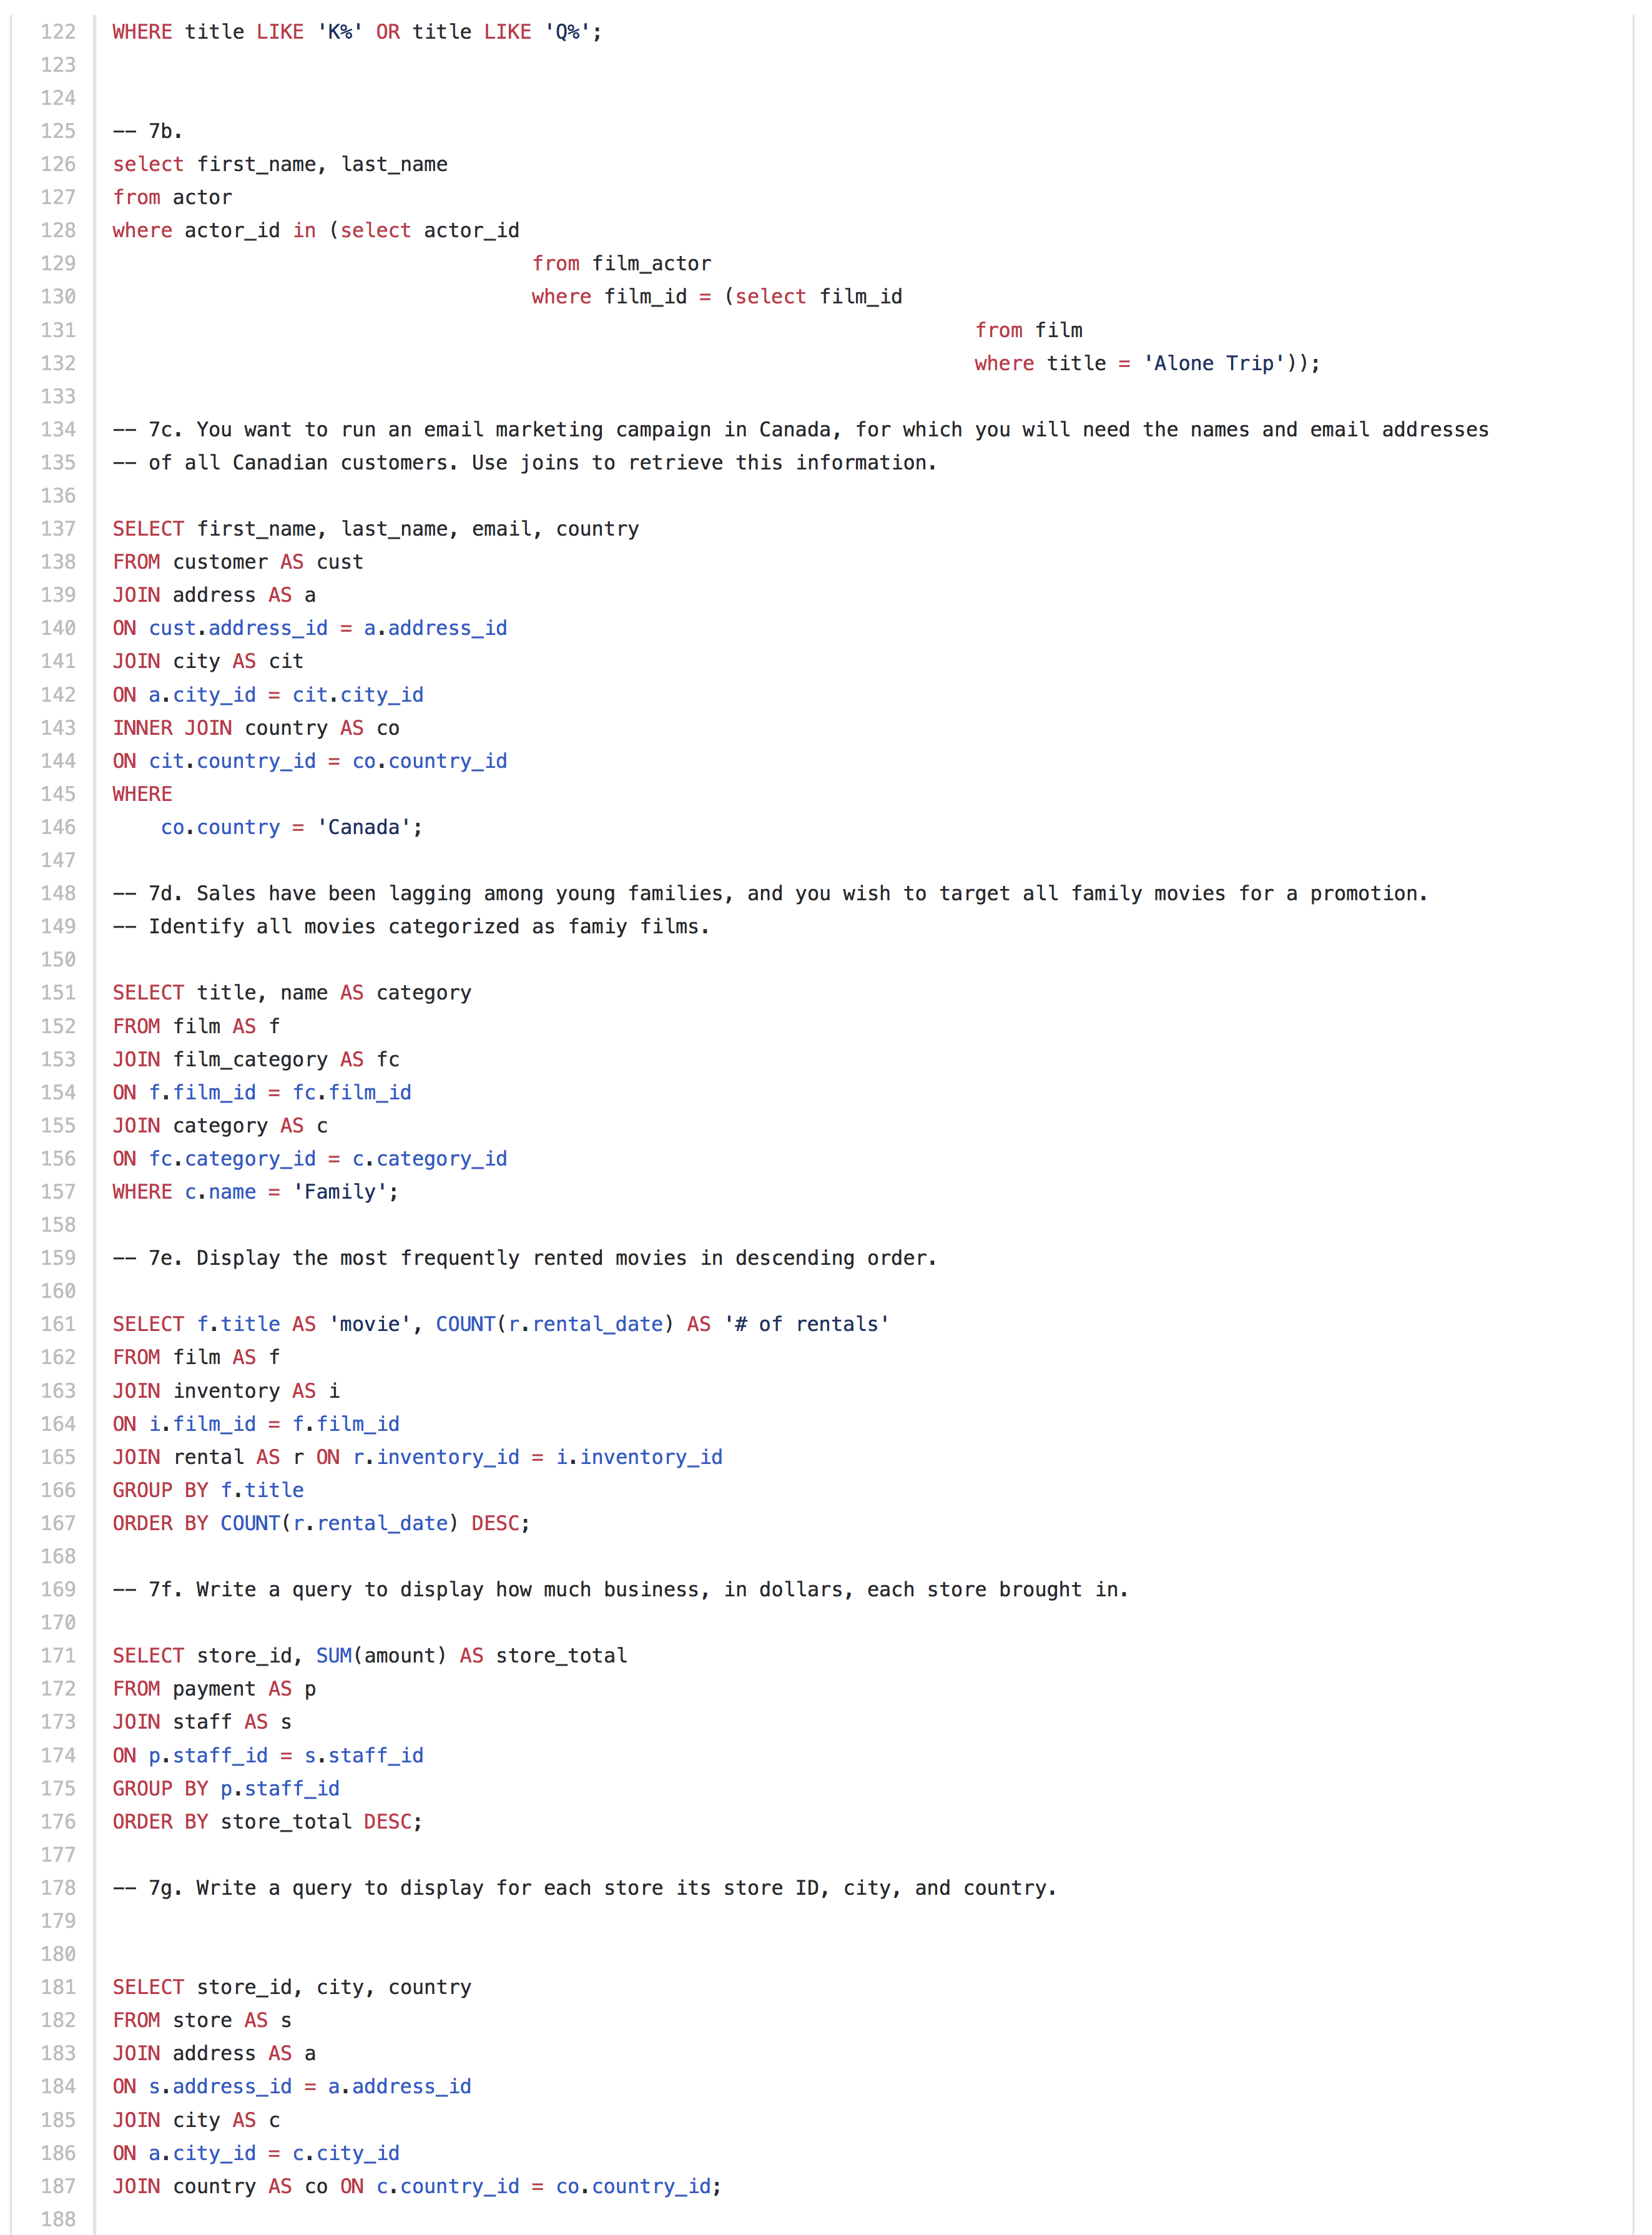 122 WHERE title LIKE 'K%' OR title LIKE 'Q%';
123
124
125 -- 7b.
126 select first_name, last_name
127 from actor
128 where actor_id in (select actor_id
129 from film_actor
130 where film_id = (select film_id
131 from film
132 where title = 'Alone Trip'));
133
134 -- 7c. You want to run an email marketing campaign in Canada, for which you will need the names and email addresses
135 -- of all Canadian customers. Use joins to retrieve this information.
136
137 SELECT first_name, last_name, email, country
138 FROM customer AS cust
139 JOIN address AS a
140 ON cust.address_id = a.address_id
141 JOIN city AS cit
142 ON a.city_id = cit.city_id
143 INNER JOIN country AS co
144 ON cit.country_id = co.country_id
145 WHERE
146 co.country = 'Canada';
147
148 -- 7d. Sales have been lagging among young families, and you wish to target all family movies for a promotion.
149 -- Identify all movies categorized as famiy films.
150
151 SELECT title, name AS category
152 FROM film AS f
153 JOIN film_category AS fc
154 ON f.film_id = fc.film_id
155 JOIN category AS c
156 ON fc.category_id = c.category_id
157 WHERE c.name = 'Family';
158
159 -- 7e. Display the most frequently rented movies in descending order.
160
161 SELECT f.title AS 'movie', COUNT(r.rental_date) AS '# of rentals'
162 FROM film AS f
163 JOIN inventory AS i
164 ON i.film_id = f.film_id
165 JOIN rental AS r ON r.inventory_id = i.inventory_id
166 GROUP BY f.title
167 ORDER BY COUNT(r.rental_date) DESC;
168
169 -- 7f. Write a query to display how much business, in dollars, each store brought in.
170
171 SELECT store_id, SUM(amount) AS store_total
172 FROM payment AS p
173 JOIN staff AS s
174 ON p.staff_id = s.staff_id
175 GROUP BY p.staff_id
176 ORDER BY store_total DESC;
177
178 -- 7g. Write a query to display for each store its store ID, city, and country.
179
180
181 SELECT store_id, city, country
182 FROM store AS s
183 JOIN address AS a
184 ON s.address_id = a.address_id
185 JOIN city AS c
186 ON a.city_id = c.city_id
187 JOIN country AS co ON c.country_id = co.country_id;
188